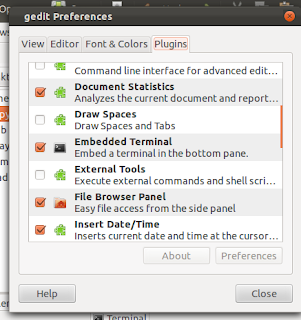 gedit Preferences
View Editor Font & Colors Plugins
Command line interface for advanced edit...
Document Statistics
Analyzes the current document and report...
Draw Spaces
Draw Spaces and Tabs
Embedded Terminal
Embed a terminal in the bottom pane.
External Tools
Execute external commands and shell scri...
File Browser Panel
Easy file access from the side panel
Insert Date/Time
Inserts current date and time at the cursor...
About Preferences
Help Close
Terminal